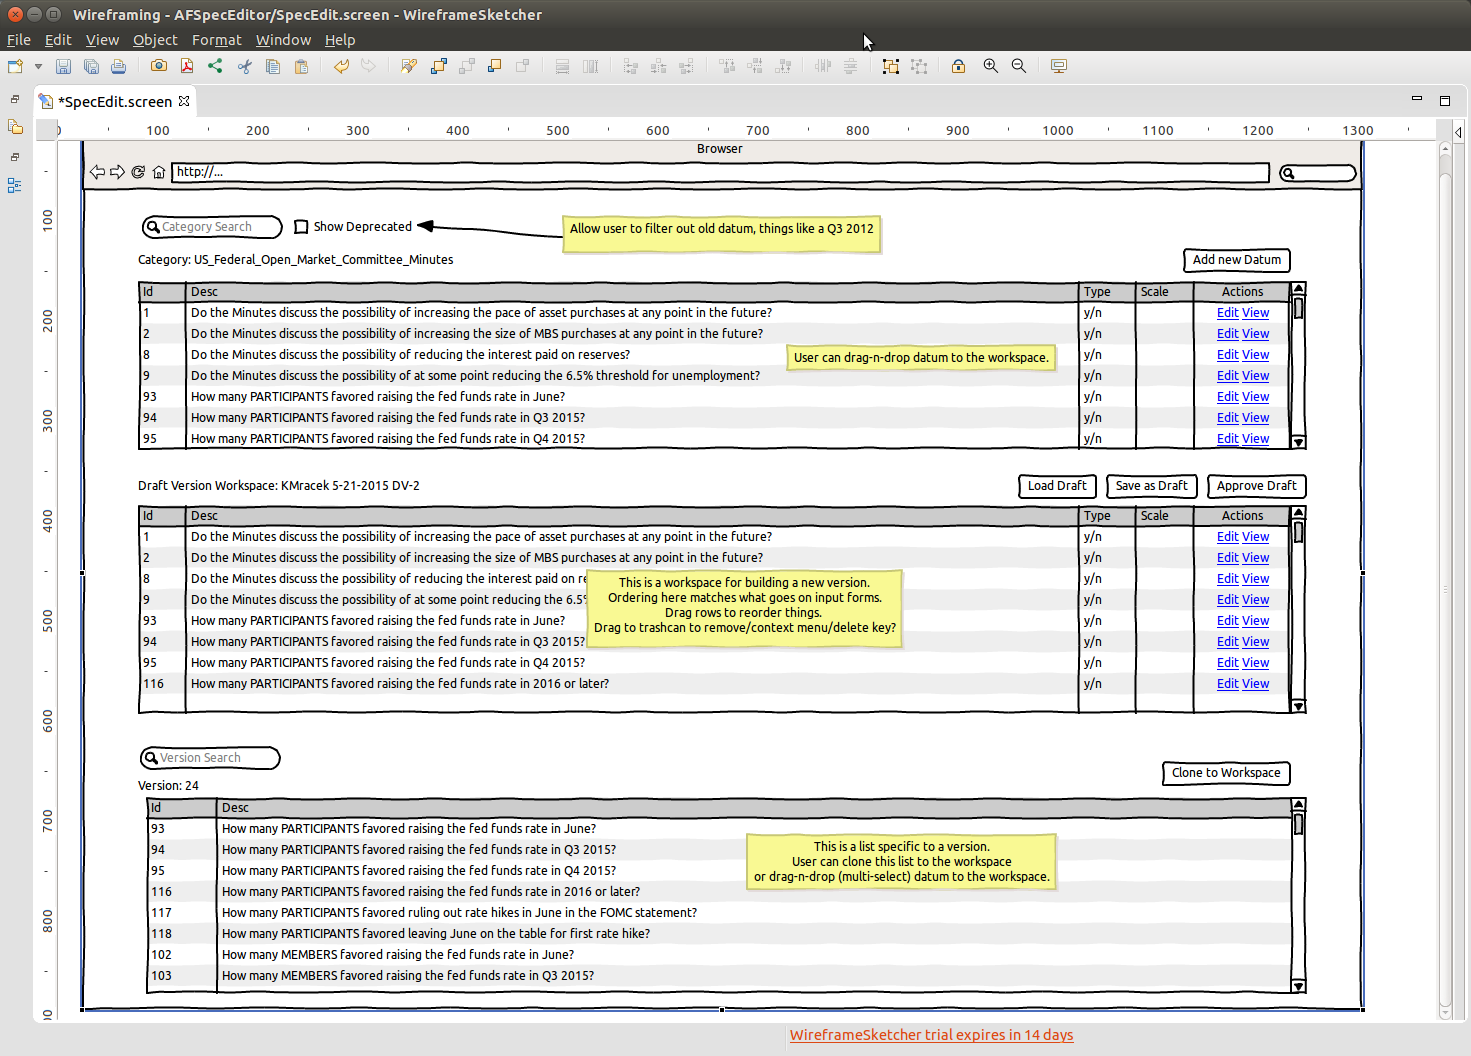 Wireframing - AFSpecEditor/SpecEdit.screen - WireframeSketcher
File Edit View Object Format Window Help
*SpecEdit.screen
0 100 200 300 400 500 600 700 800 900 1000 1100 1200 1300
Browser
http://...
Category Search
Show Deprecated
Allow user to filter out old datum, things like a Q3 2012
Category: US_Federal_Open_Market_Committee_Minutes
Add new Datum
Id Desc Type Scale Actions
1 Do the Minutes discuss the possibility of increasing the pace of asset purchases at any point in the future? y/n Edit View
2 Do the Minutes discuss the possibility of increasing the size of MBS purchases at any point in the future? y/n Edit View
8 Do the Minutes discuss the possibility of reducing the interest paid on reserves? y/n Edit View
User can drag-n-drop datum to the workspace.
9 Do the Minutes discuss the possibility of at some point reducing the 6.5% threshold for unemployment? y/n Edit View
93 How many PARTICIPANTS favored raising the fed funds rate in June? y/n Edit View
94 How many PARTICIPANTS favored raising the fed funds rate in Q3 2015? y/n Edit View
95 How many PARTICIPANTS favored raising the fed funds rate in Q4 2015? y/n Edit View
Draft Version Workspace: KMracek 5-21-2015 DV-2
Load Draft Save as Draft Approve Draft
Id Desc Type Scale Actions
1 Do the Minutes discuss the possibility of increasing the pace of asset purchases at any point in the future? y/n Edit View
2 Do the Minutes discuss the possibility of increasing the size of MBS purchases at any point in the future? y/n Edit View
8 Do the Minutes discuss the possibility of reducing the interest paid on re y/n Edit View
9 Do the Minutes discuss the possibility of at some point reducing the 6.5% y/n Edit View
93 How many PARTICIPANTS favored raising the fed funds rate in June? y/n Edit View
94 How many PARTICIPANTS favored raising the fed funds rate in Q3 2015? y/n Edit View
95 How many PARTICIPANTS favored raising the fed funds rate in Q4 2015? y/n Edit View
116 How many PARTICIPANTS favored raising the fed funds rate in 2016 or later? y/n Edit View
This is a workspace for building a new version.
Ordering here matches what goes on input forms.
Drag rows to reorder things.
Drag to trashcan to remove/context menu/delete key?
Version Search
Version: 24
Clone to Workspace
Id Desc
93 How many PARTICIPANTS favored raising the fed funds rate in June?
94 How many PARTICIPANTS favored raising the fed funds rate in Q3 2015?
95 How many PARTICIPANTS favored raising the fed funds rate in Q4 2015?
116 How many PARTICIPANTS favored raising the fed funds rate in 2016 or later?
117 How many PARTICIPANTS favored ruling out rate hikes in June in the FOMC statement?
118 How many PARTICIPANTS favored leaving June on the table for first rate hike?
102 How many MEMBERS favored raising the fed funds rate in June?
103 How many MEMBERS favored raising the fed funds rate in Q3 2015?
This is a list specific to a version.
User can clone this list to the workspace
or drag-n-drop (multi-select) datum to the workspace.
100
200
300
400
500
600
700
800
WireframeSketcher trial expires in 14 days